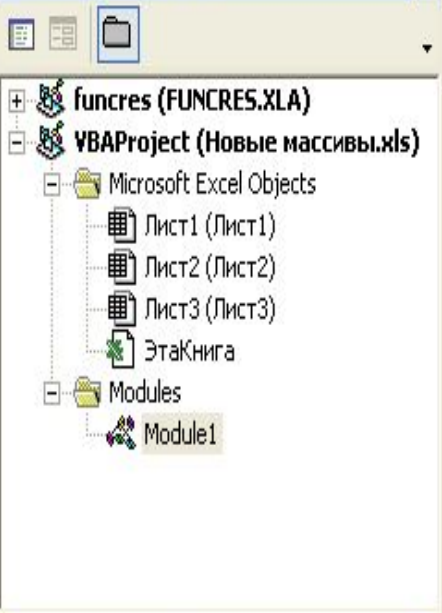 funcres (FUNCRES.XLA)
VBAProject (Новые массивы.xls)
Microsoft Excel Objects
Лист1 (Лист1)
Лист2 (Лист2)
Лист3 (Лист3)
ЭтаКнига
Modules
Module1